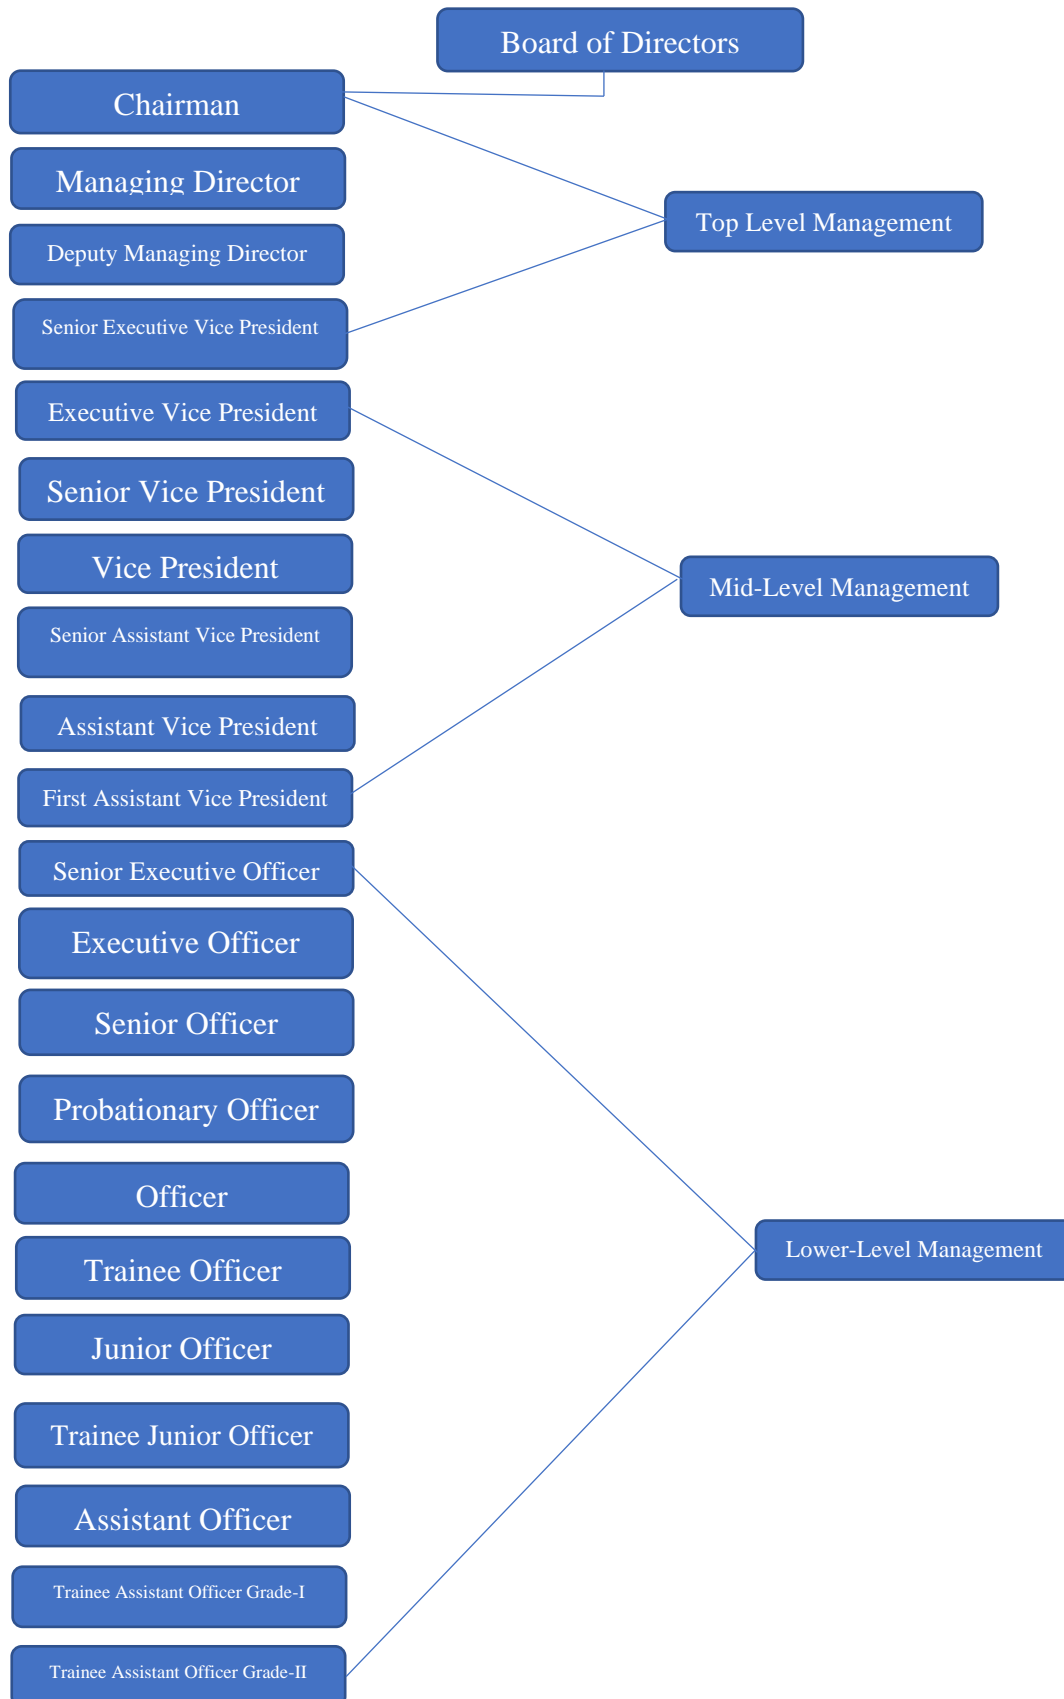 Board of Directors
Chairman
Managing Director
Top Level Management
Deputy Managing Director
Senior Executive Vice President
Executive Vice President
Senior Vice President
Vice President
Mid-Level Management
Senior Assistant Vice President
Assistant Vice President
First Assistant Vice President
Senior Executive Officer
Executive Officer
Senior Officer
Probationary Officer
Officer
Lower-Level Management
Trainee Officer
Junior Officer
Trainee Junior Officer
Assistant Officer
Trainee Assistant Officer Grade-I
Trainee Assistant Officer Grade-II